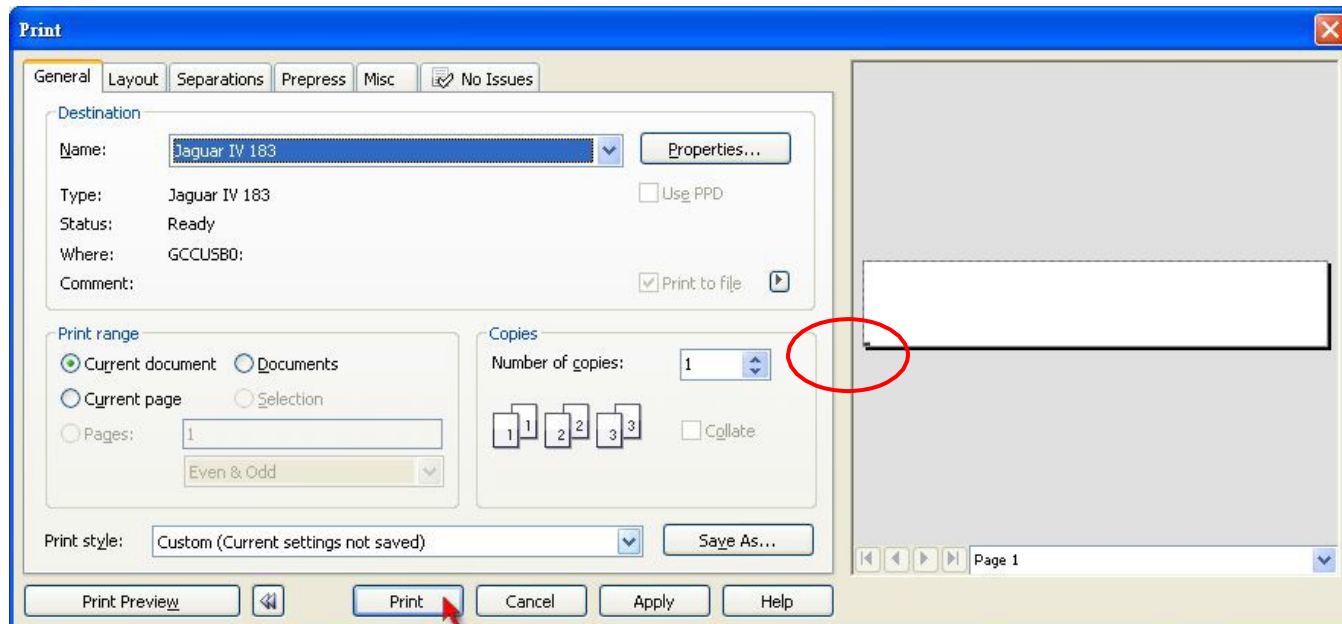 Print
General Layout Separations Prepress Misc No Issues
Destination
Name: Jaguar IV 183 Properties...
Type: Jaguar IV 183 Use PPD
Status: Ready
Where: GCCUSB0:
Comment: Print to file
Print range
Current document Documents
Current page Selection
Pages: 1
Even & Odd
Copies
Number of copies: 1
1 1 2 2 3 3 Collate
Print style: Custom (Current settings not saved) Save As...
Page 1
Print Preview Print Cancel Apply Help